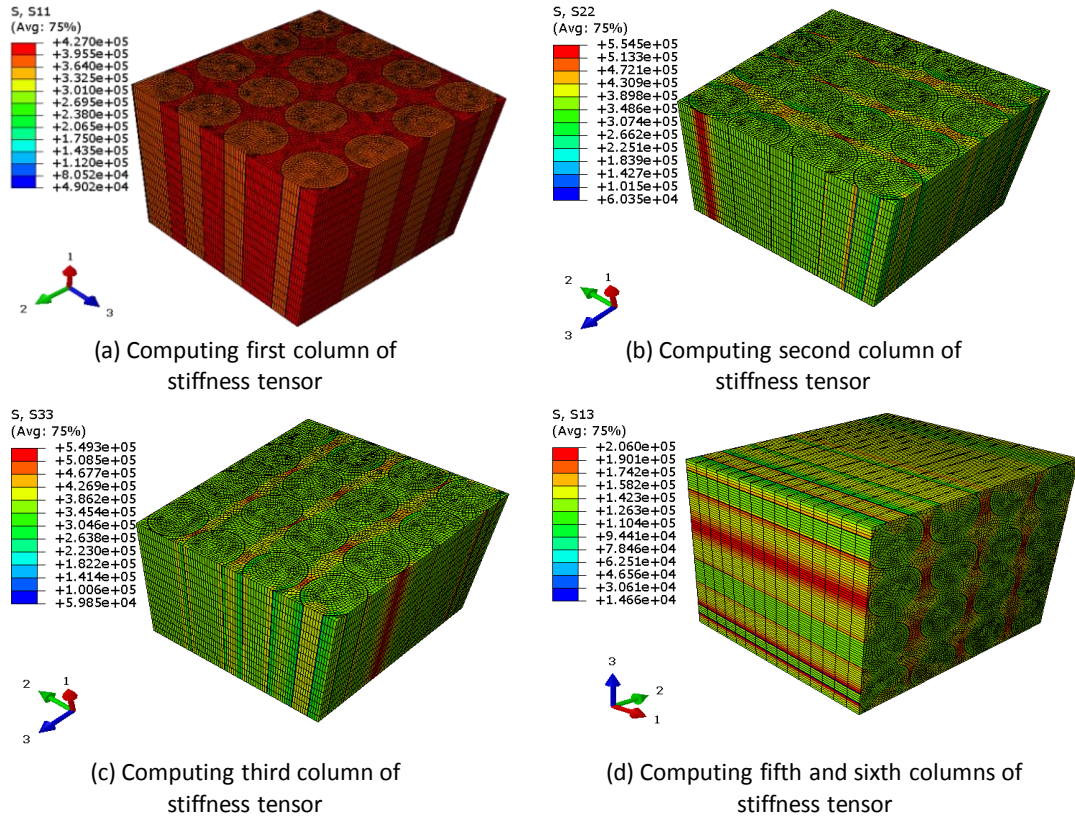 S, S11
(Avg: 75%)
+4.270e+05
+3.955e+05
+3.640e+05
+3.325e+05
+3.010e+05
+2.695e+05
+2.380e+05
+2.065e+05
+1.750e+05
+1.435e+05
+1.120e+05
+8.052e+04
+4.902e+04
1
2
3
(a) Computing first column of
stiffness tensor
S, S22
(Avg: 75%)
+5.545e+05
+5.133e+05
+4.721e+05
+4.309e+05
+3.898e+05
+3.486e+05
+3.074e+05
+2.662e+05
+2.251e+05
+1.839e+05
+1.427e+05
+1.015e+05
+6.035e+04
2
1
3
(b) Computing second column of
stiffness tensor
S, S33
(Avg: 75%)
+5.493e+05
+5.085e+05
+4.677e+05
+4.269e+05
+3.862e+05
+3.454e+05
+3.046e+05
+2.638e+05
+2.230e+05
+1.822e+05
+1.414e+05
+1.006e+05
+5.985e+04
2
1
3
(c) Computing third column of
stiffness tensor
S, S13
(Avg: 75%)
+2.060e+05
+1.901e+05
+1.742e+05
+1.582e+05
+1.423e+05
+1.263e+05
+1.104e+05
+9.441e+04
+7.846e+04
+6.251e+04
+4.656e+04
+3.061e+04
+1.466e+04
3
2
1
(d) Computing fifth and sixth columns of
stiffness tensor